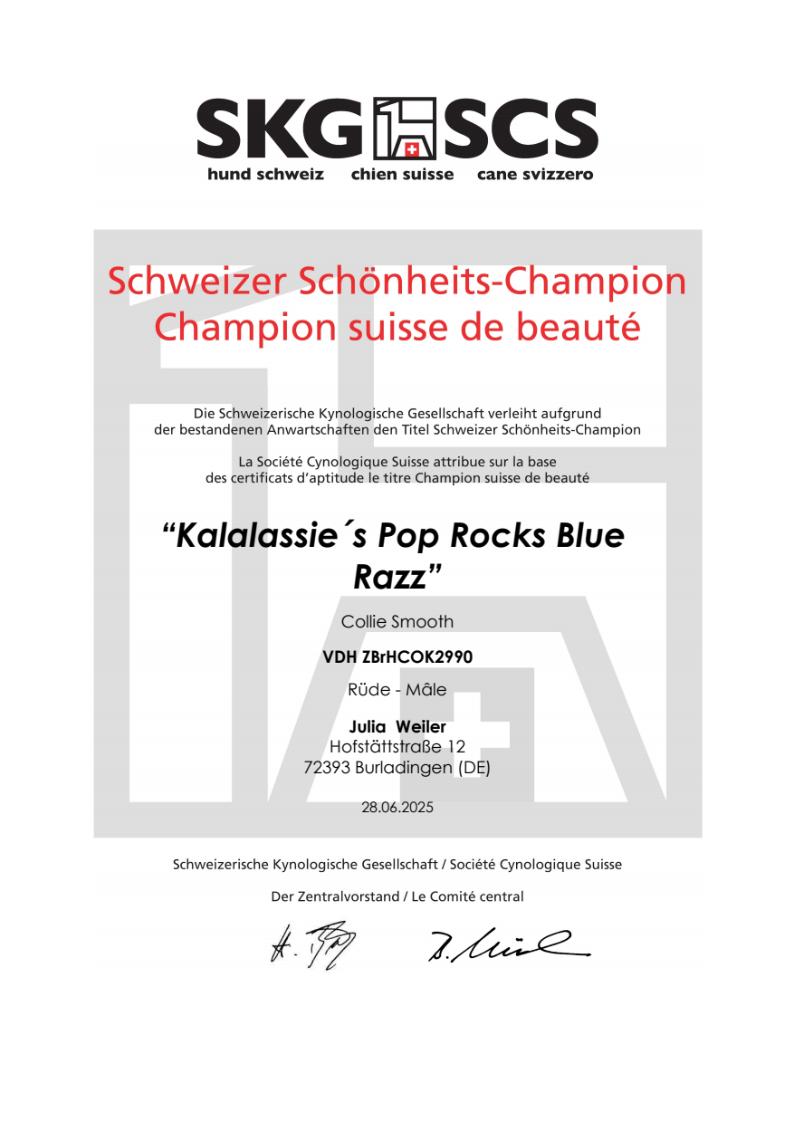 SKG SCS
hund schweiz chien suisse cane svizzero
Schweizer Schönheits-Champion
Champion suisse de beauté
Die Schweizerische Kynologische Gesellschaft verleiht aufgrund
der bestandenen Anwartschaften den Titel Schweizer Schönheits-Champion
La Société Cynologique Suisse attribue sur la base
des certificats d’aptitude le titre Champion suisse de beauté
“Kalalassie´s Pop Rocks Blue
Razz”
Collie Smooth
VDH ZBrHCOK2990
Rüde - Mâle
Julia Weiler
Hofstättstraße 12
72393 Burladingen (DE)
28.06.2025
Schweizerische Kynologische Gesellschaft / Société Cynologique Suisse
Der Zentralvorstand / Le Comité central